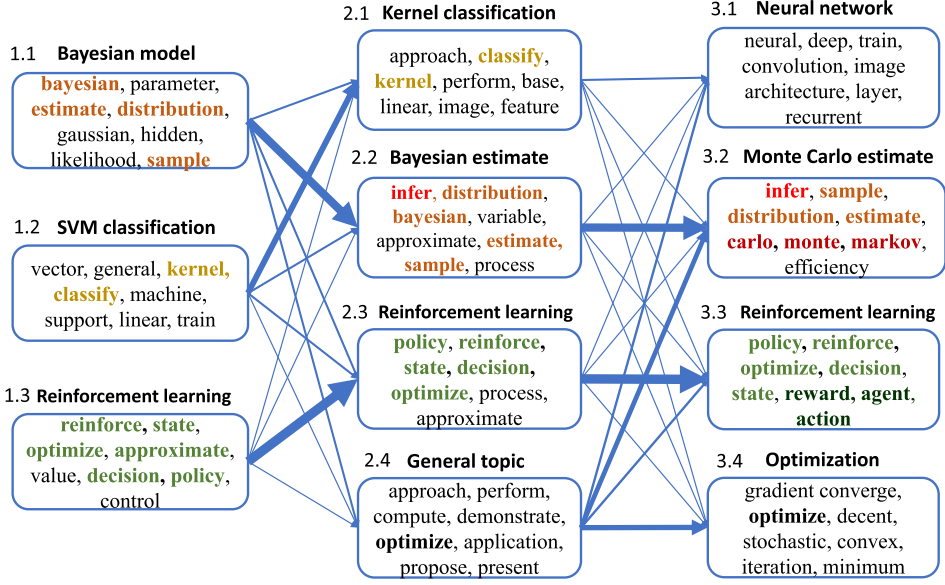 1.1 Bayesian model
bayesian, parameter,
estimate, distribution,
gaussian, hidden,
likelihood, sample
1.2 SVM classification
vector, general, kernel,
classify, machine,
support, linear, train
1.3 Reinforcement learning
reinforce, state,
optimize, approximate,
value, decision, policy,
control
2.1 Kernel classification
approach, classify,
kernel, perform, base,
linear, image, feature
2.2 Bayesian estimate
infer, distribution,
bayesian, variable,
approximate, estimate,
sample, process
2.3 Reinforcement learning
policy, reinforce,
state, decision,
optimize, process,
approximate
2.4 General topic
approach, perform,
compute, demonstrate,
optimize, application,
propose, present
3.1 Neural network
neural, deep, train,
convolution, image
architecture, layer,
recurrent
3.2 Monte Carlo estimate
infer, sample,
distribution, estimate,
carlo, monte, markov,
efficiency
3.3 Reinforcement learning
policy, reinforce,
optimize, decision,
state, reward, agent,
action
3.4 Optimization
gradient converge,
optimize, decent,
stochastic, convex,
iteration, minimum